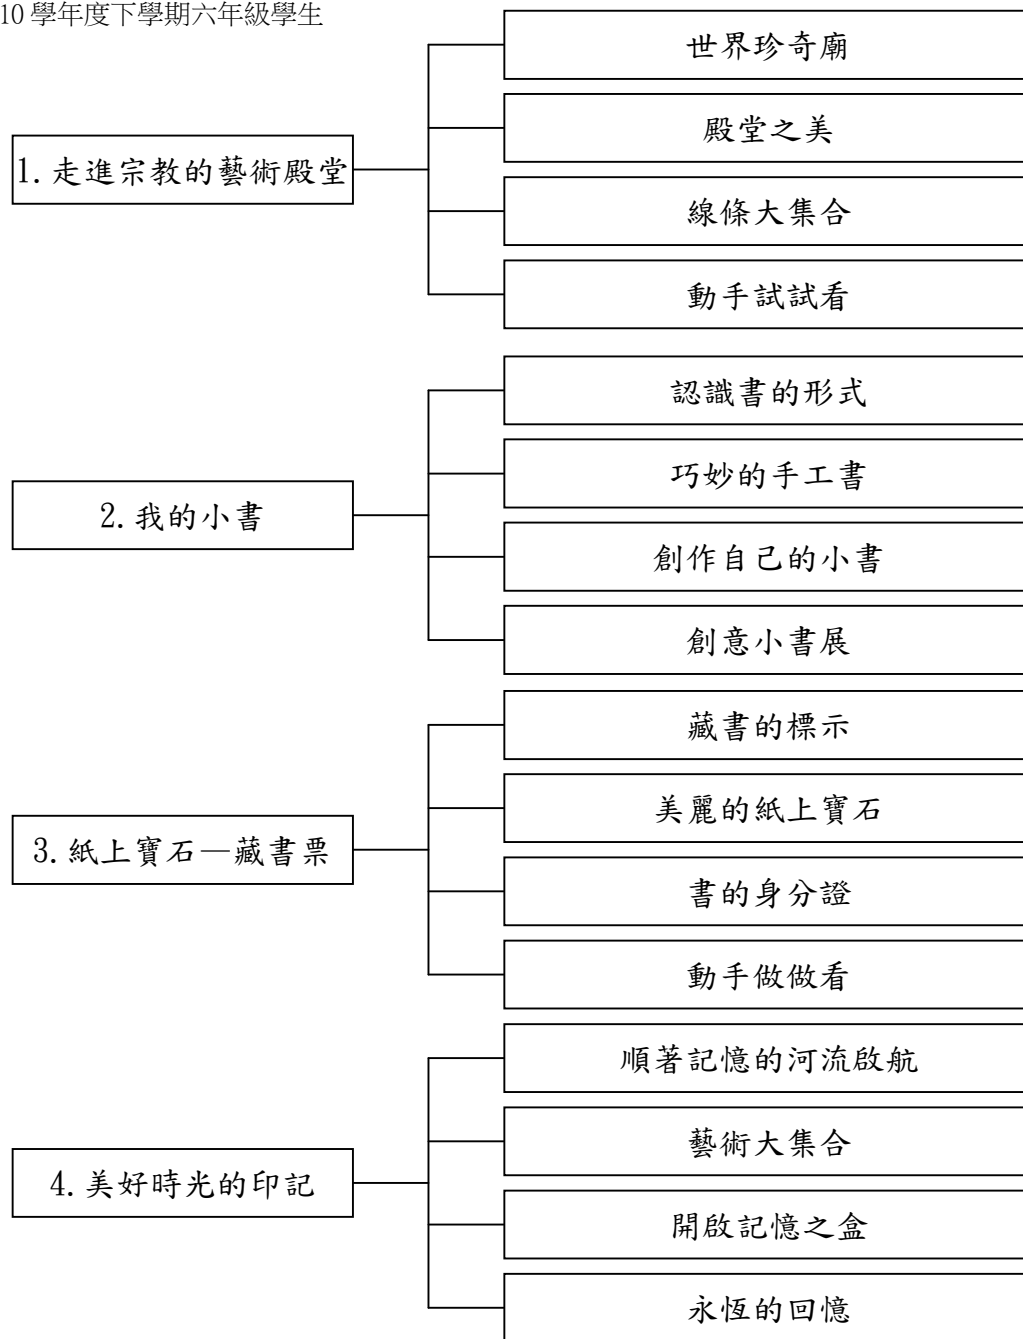 10 學年度下學期六年級學生
1. 走進宗教的藝術殿堂
世界珍奇廟
殿堂之美
線條大集合
動手試試看
2. 我的小書
認識書的形式
巧妙的手工書
創作自己的小書
創意小書展
3. 紙上寶石—藏書票
藏書的標示
美麗的紙上寶石
書的身分證
動手做做看
4. 美好時光的印記
順著記憶的河流啟航
藝術大集合
開啟記憶之盒
永恆的回憶